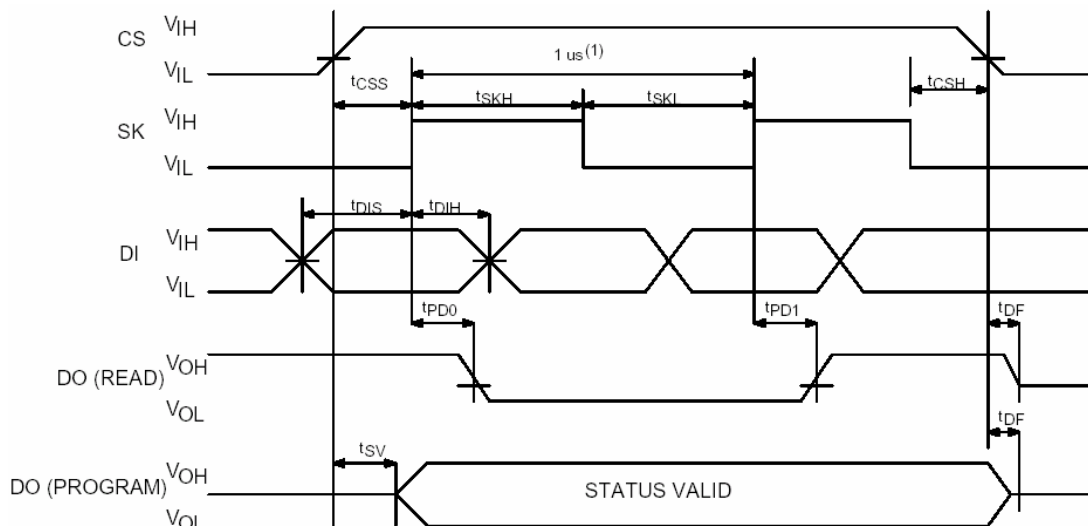 CS VIH
VIL
1 us(1)
tCSS
tSKH tSKL tCSH
SK VIH
VIL
tDIS tDIH
DI VIH
VIL
tPD0 tPD1 tDF
DO (READ) VOH
VOL
tDF
tSV
DO (PROGRAM) VOH
STATUS VALID
VOL